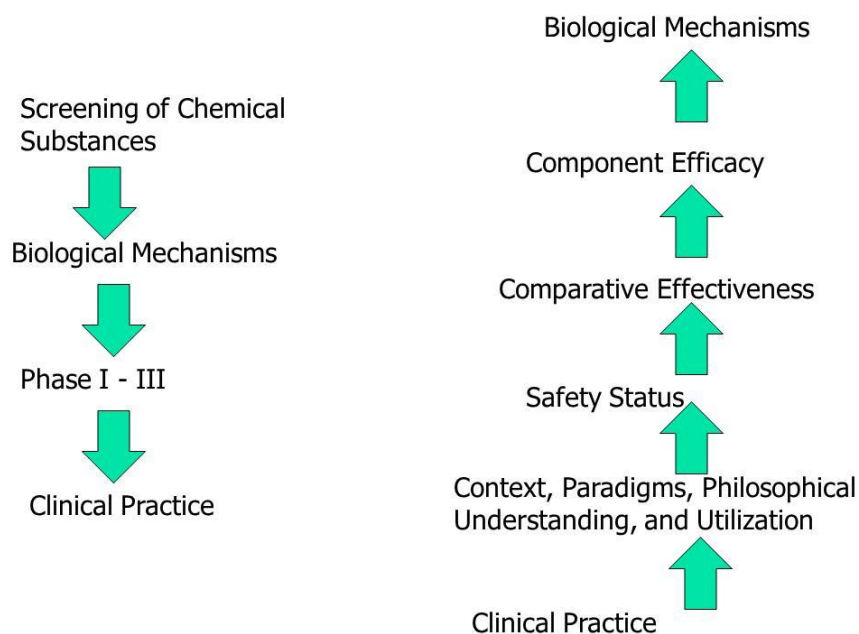 Screening of Chemical
Substances
Biological Mechanisms
Phase I - III
Clinical Practice
Biological Mechanisms
Component Efficacy
Comparative Effectiveness
Safety Status
Context, Paradigms, Philosophical
Understanding, and Utilization
Clinical Practice